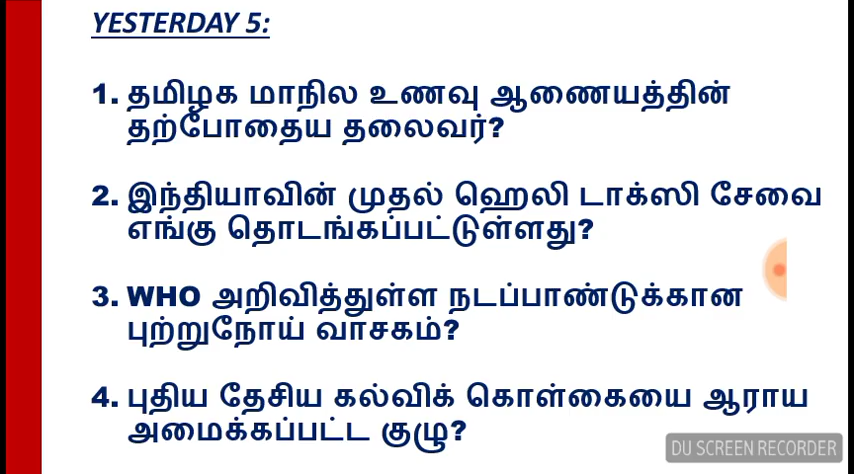 YESTERDAY 5:
1. தமிழக மாநில உணவு ஆணையத்தின்
தற்போதைய தலைவர்?
2. இந்தியாவின் முதல் ஹெலி டாக்ஸி சேவை
எங்கு தொடங்கப்பட்டுள்ளது?
3. WHO அறிவித்துள்ள நடப்பாண்டுக்கான
புற்றுநோய் வாசகம்?
4. புதிய தேசிய கல்விக் கொள்கையை ஆராய
அமைக்கப்பட்ட குழு?
DU SCREEN RECORDER